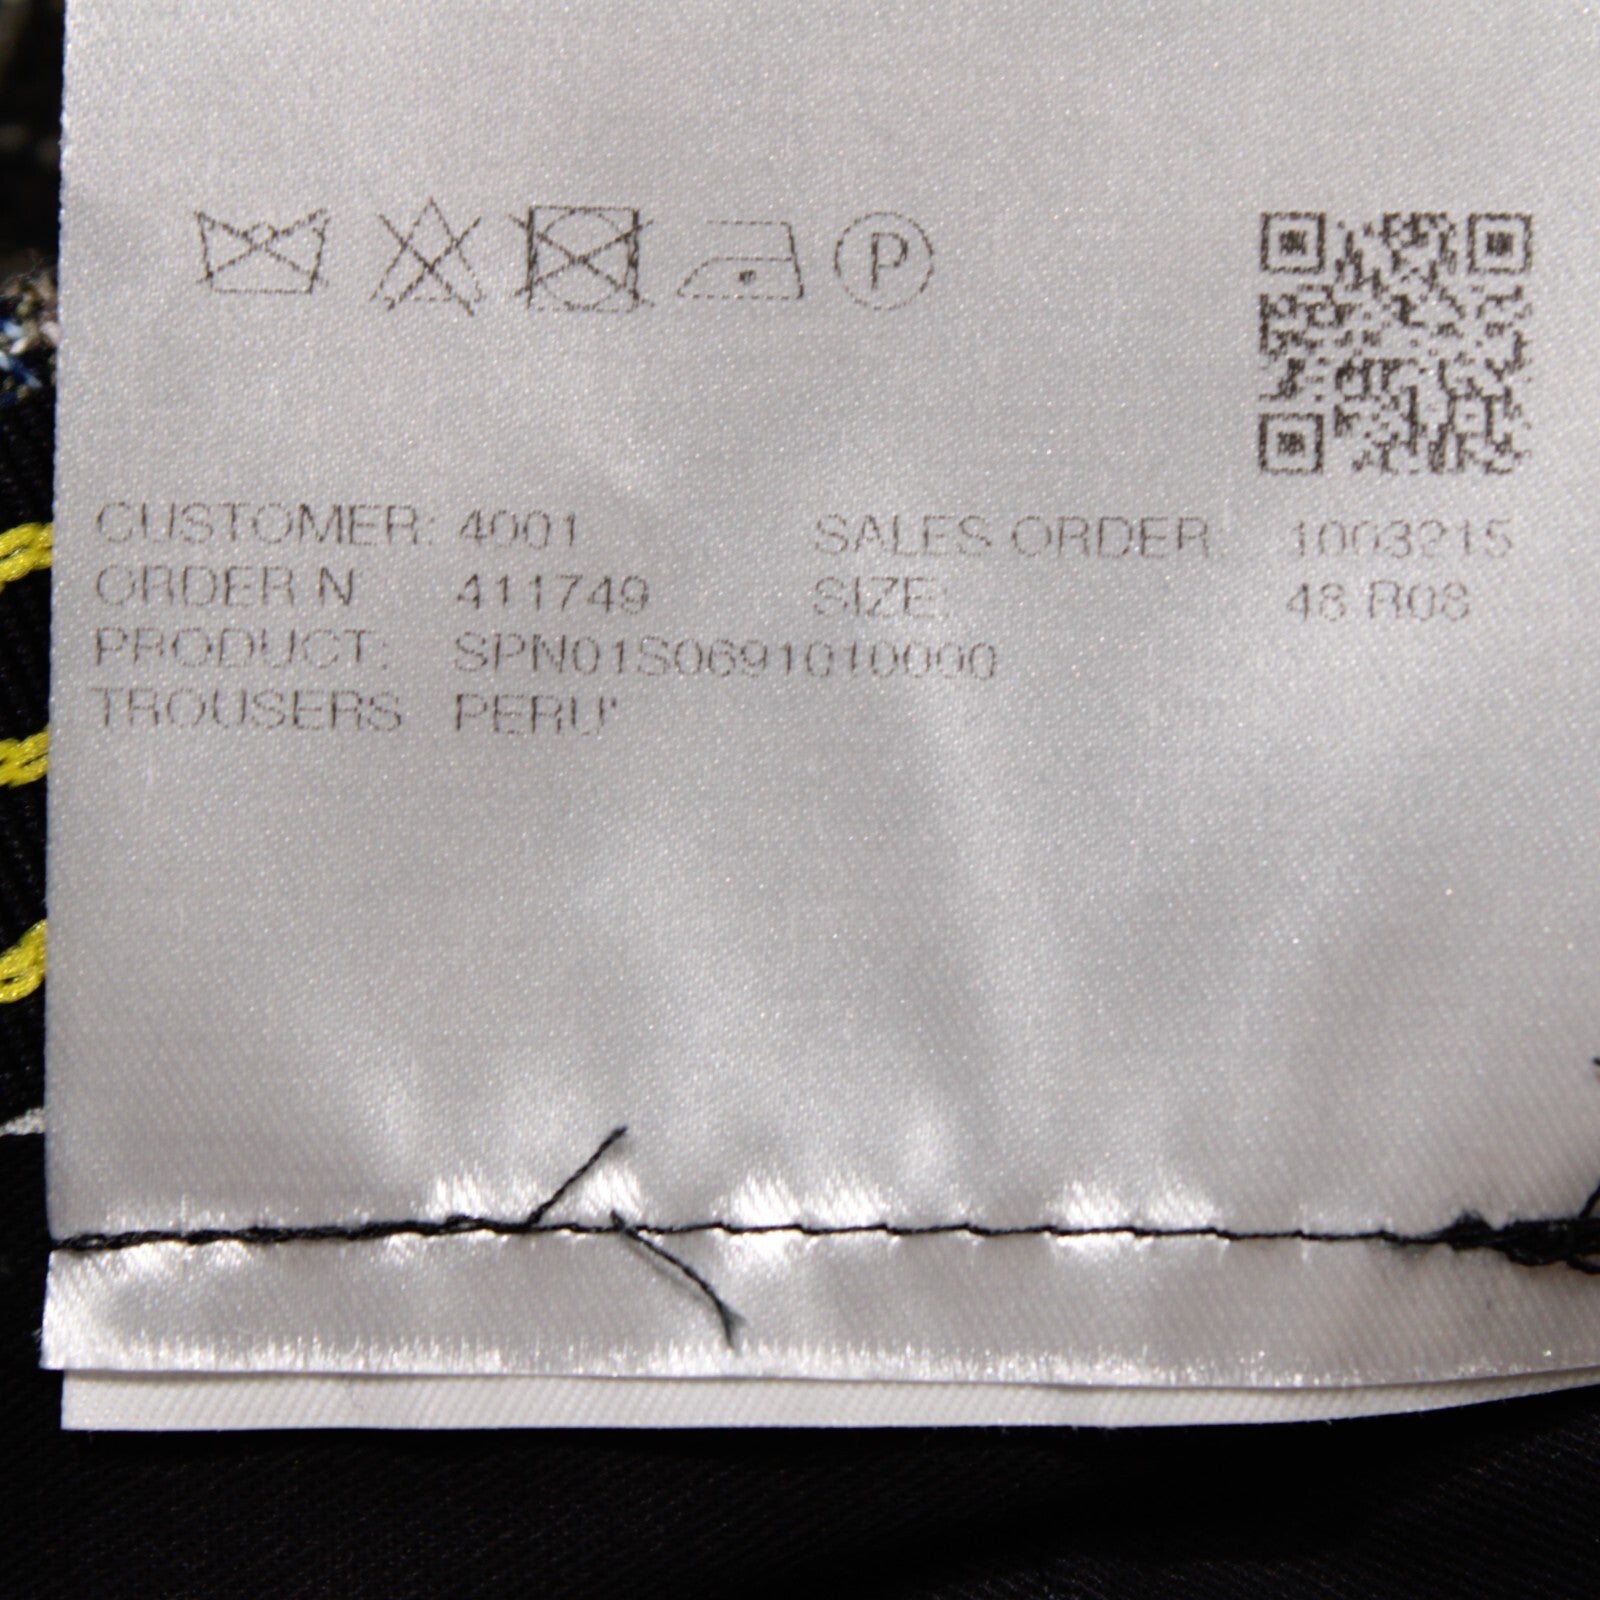 P
CUSTOMER: 4001 SALES ORDER: 1003215
ORDER N 411749 SIZE: 48 R08
PRODUCT: SPN01S0691010000
TROUSERS PERU'